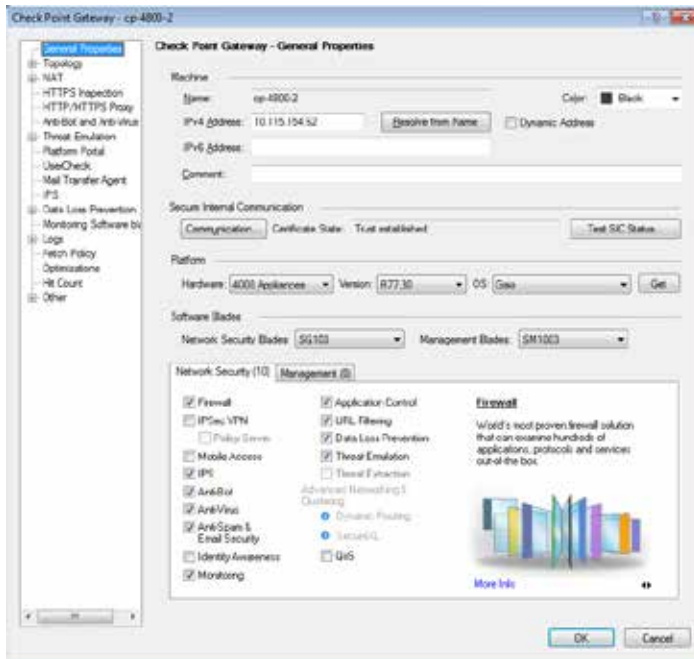 Check Point Gateway - cp-4800-2
General Properties
Topology
NAT
HTTPS Inspection
HTTP/HTTPS Proxy
Anti-Bot and Anti-Virus
Threat Emulation
Platform Portal
UserCheck
Mail Transfer Agent
IPS
Data Loss Prevention
Monitoring Software bla
Logs
Fetch Policy
Optimizations
Hit Count
Other
Check Point Gateway - General Properties
Machine
Name: cp-4800-2 Color: Black
IPv4 Address: 10.115.154.52 Resolve from Name Dynamic Address
IPv6 Address:
Comment:
Secure Internal Communication
Communication... Certificate State: Trust established Test SIC Status...
Platform
Hardware: 4000 Appliances Version: R77.30 OS: Gaia Get
Software Blades
Network Security Blades: SG103 Management Blades: SM1003
Network Security (10) Management (0)
Firewall
IPSec VPN
Policy Server
Mobile Access
IPS
Anti-Bot
Anti-Virus
Anti-Spam &
Email Security
Identity Awareness
Monitoring
Application Control
URL Filtering
Data Loss Prevention
Threat Emulation
Threat Extraction
Advanced Networking &
Clustering
Dynamic Routing
SecureXL
QoS
Firewall
World's most proven firewall solution
that can examine hundreds of
applications, protocols and services
out-of-the box.
More Info
OK Cancel